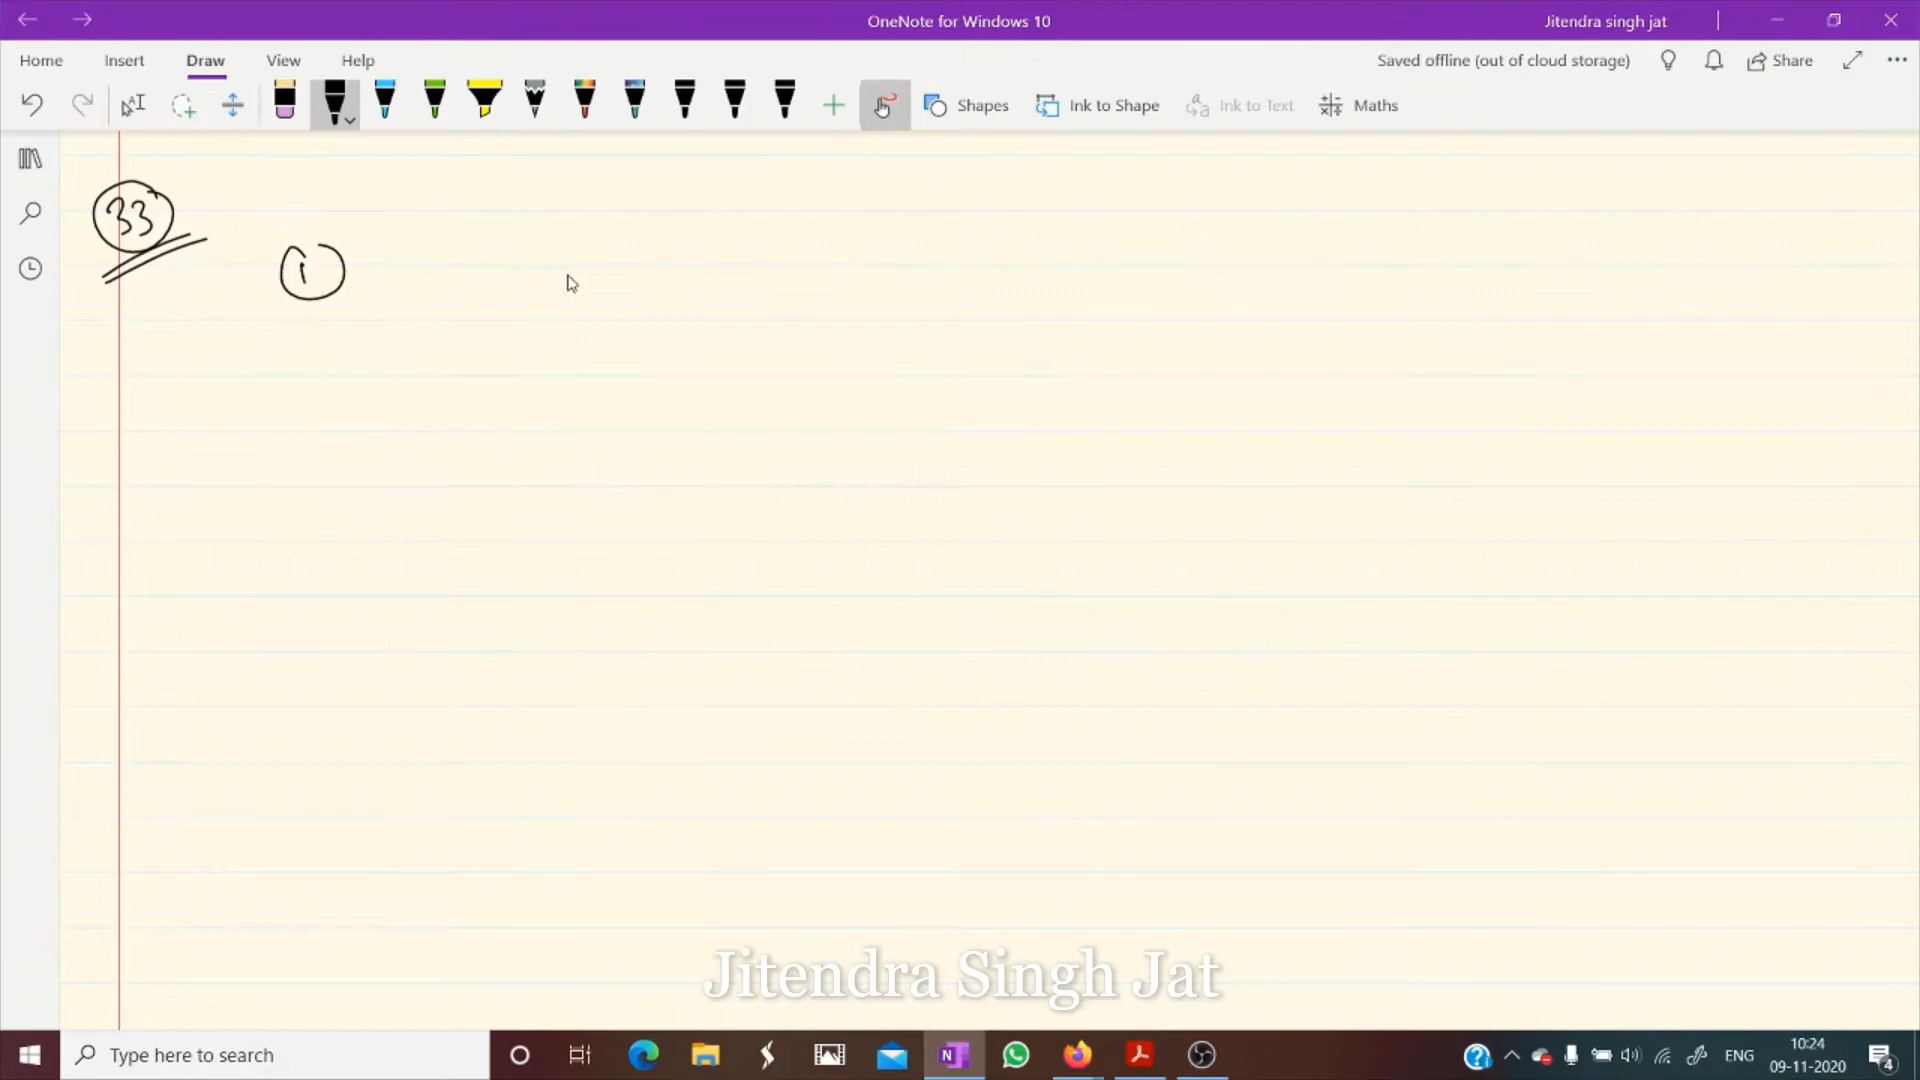 OneNote for Windows 10
Jitendra singh jat
Home Insert Draw View Help
Saved offline (out of cloud storage) Share
Shapes Ink to Shape Ink to Text Maths
33
1
Jitendra Singh Jat
Type here to search
ENG
10:24
09-11-2020
4